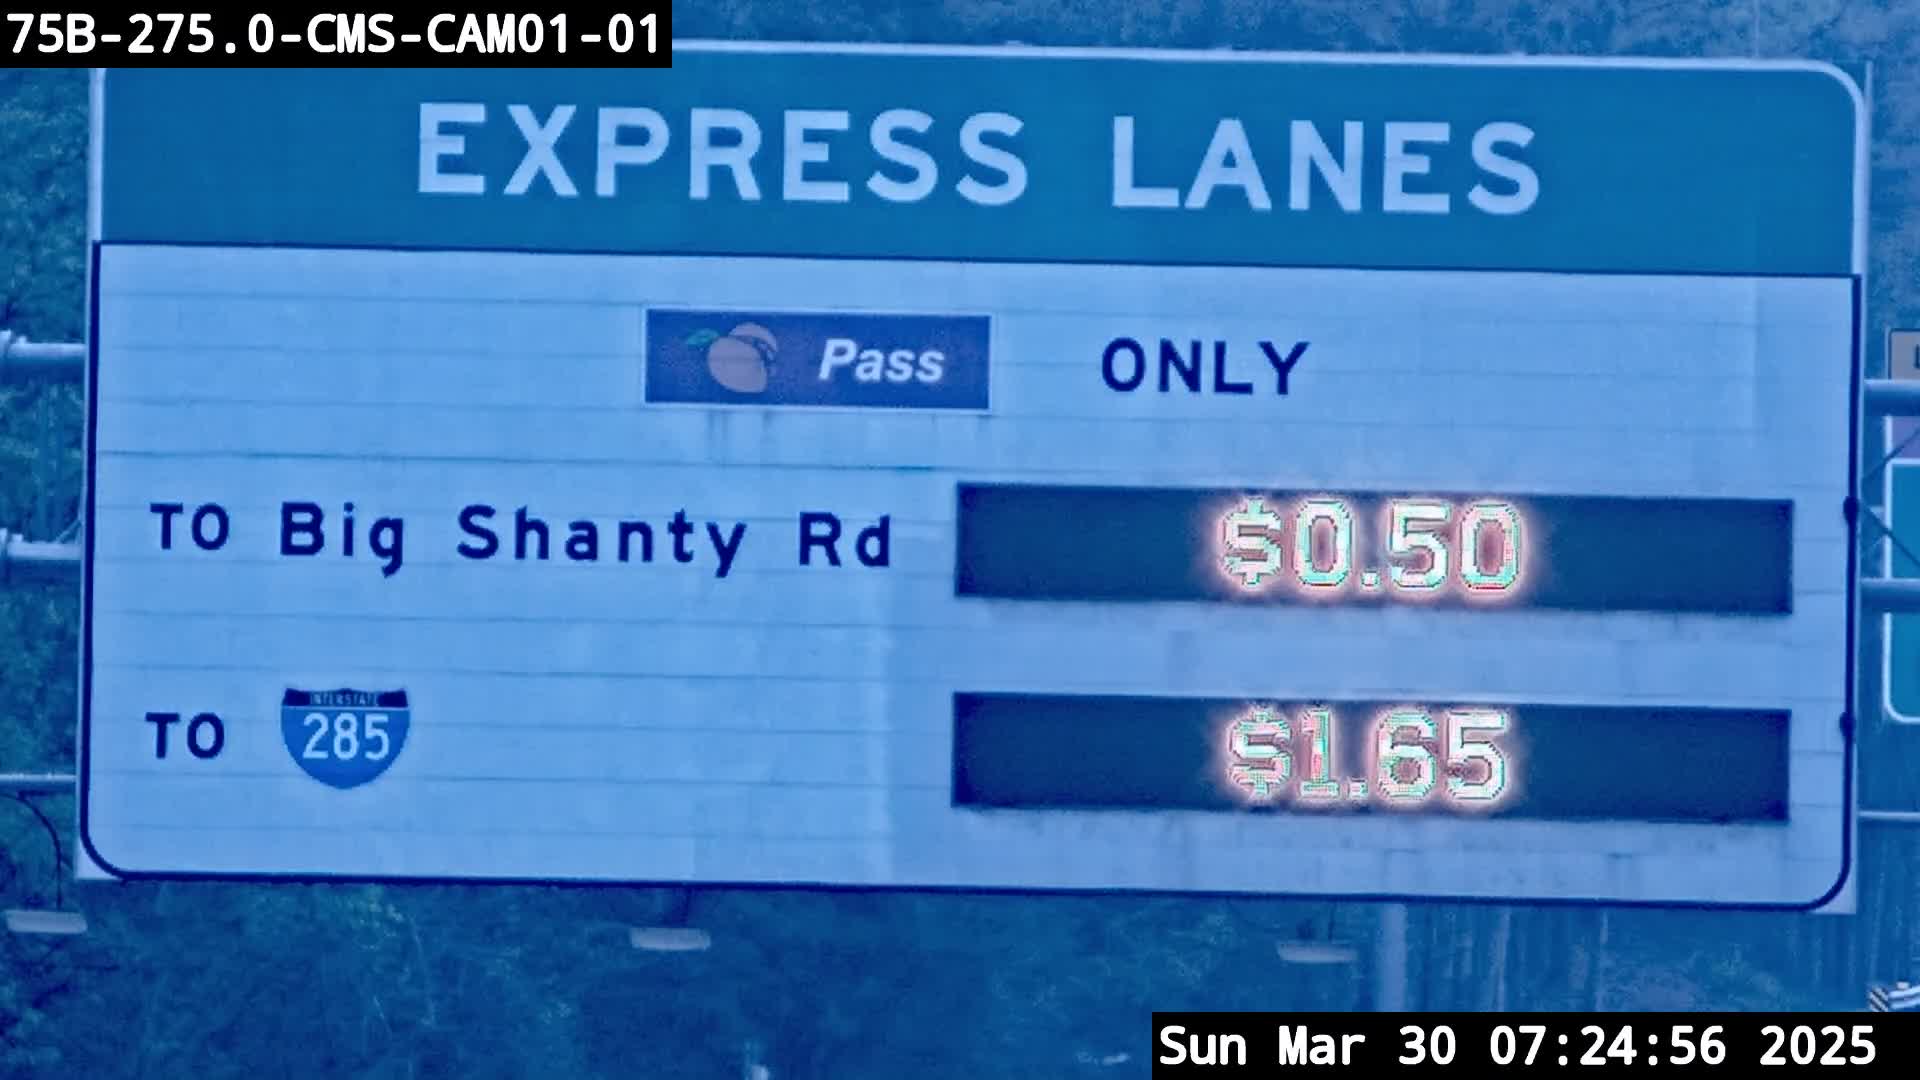 75B-275.0-CMS-CAM01-01
EXPRESS LANES
Pass ONLY
TO Big Shanty Rd $0.50
TO INTERSTATE 285 $1.65
Sun Mar 30 07:24:56 2025